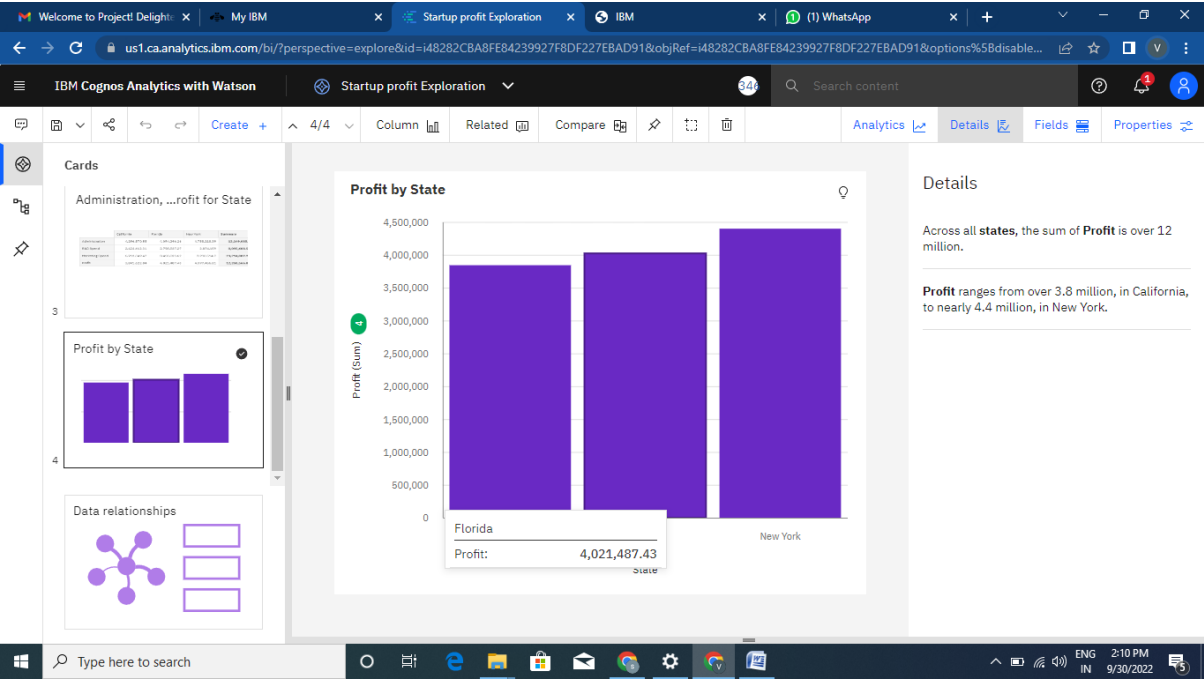 Welcome to Project! Delighte
My IBM
Startup profit Exploration
IBM
(1) WhatsApp
us1.ca.analytics.ibm.com/bi/?perspective=explore&id=i48282CBA8FE84239927F8DF227EBAD91&objRef=i48282CBA8FE84239927F8DF227EBAD91&options%5Bdisable...
V
IBM Cognos Analytics with Watson
Startup profit Exploration
Search content
1
Create +
4/4
Column
Related
Compare
Analytics
Details
Fields
Properties
Cards
Administration, ...rofit for State
3
Profit by State
4
Data relationships
Profit by State
4,500,000
4,000,000
3,500,000
3,000,000
2,500,000
2,000,000
1,500,000
1,000,000
500,000
0
Profit (Sum)
New York
Florida
Profit: 4,021,487.43
State
Details
Across all states, the sum of Profit is over 12
million.
Profit ranges from over 3.8 million, in California,
to nearly 4.4 million, in New York.
Type here to search
ENG
IN
2:10 PM
9/30/2022
5